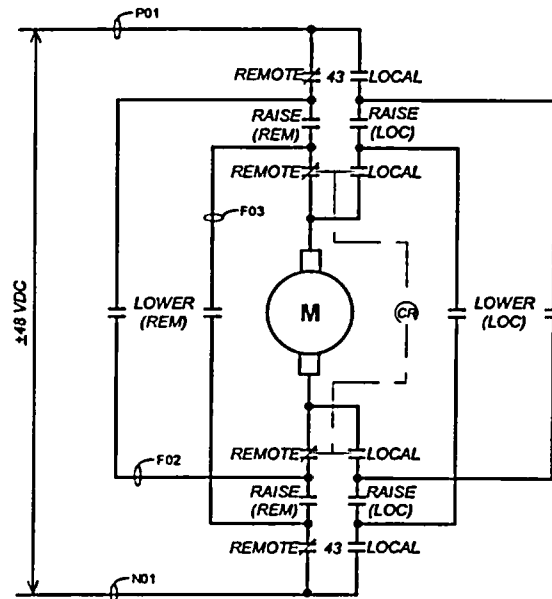 P01
REMOTE 43 LOCAL
RAISE (REM) RAISE (LOC)
REMOTE LOCAL
F03
±48 VDC
LOWER (REM)
M
CR
LOWER (LOC)
REMOTE LOCAL
F02
RAISE (REM) RAISE (LOC)
REMOTE 43 LOCAL
N01